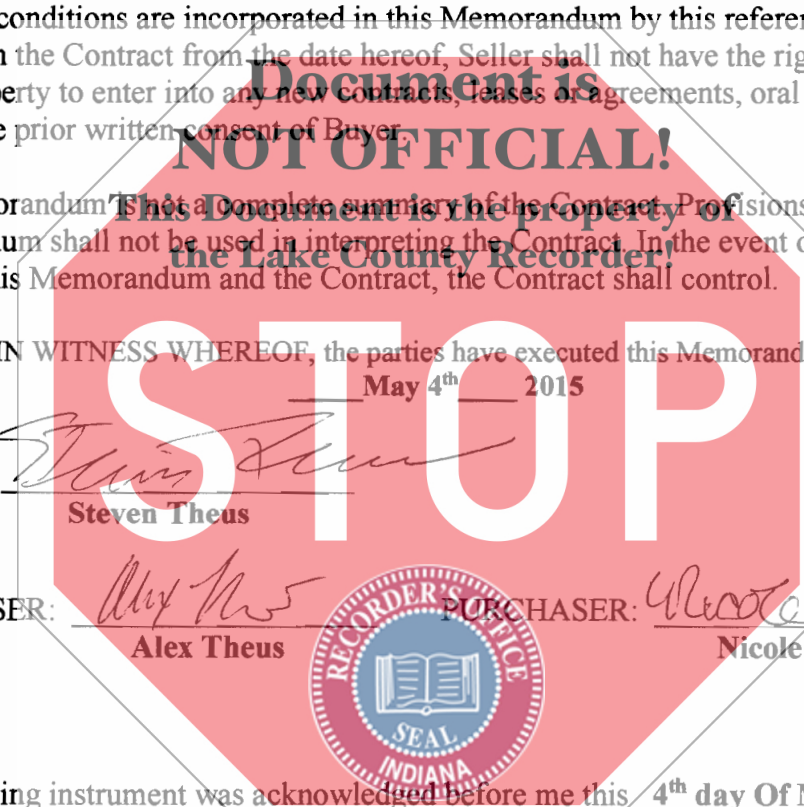 conditions are incorporated in this Memorandum by this referen
the Contract from the date hereof, Seller shall not have the rig
erty to enter into any new contracts, leases or agreements, oral
prior written consent of Buyer.
Document is
NOT OFFICIAL!
This Document is the property of
the Lake County Recorder!
orandum is not a complete summary of the Contract. Provisions
um shall not be used in interpreting the Contract. In the event
is Memorandum and the Contract, the Contract shall control.
IN WITNESS WHEREOF, the parties have executed this Memorand
May 4th 2015
STOP
Steven Theus
SER: PURCHASER:
Alex Theus Nicole
RECORDER'S OFFICE
SEAL
INDIANA
ing instrument was acknowledged before me this 4th day Of